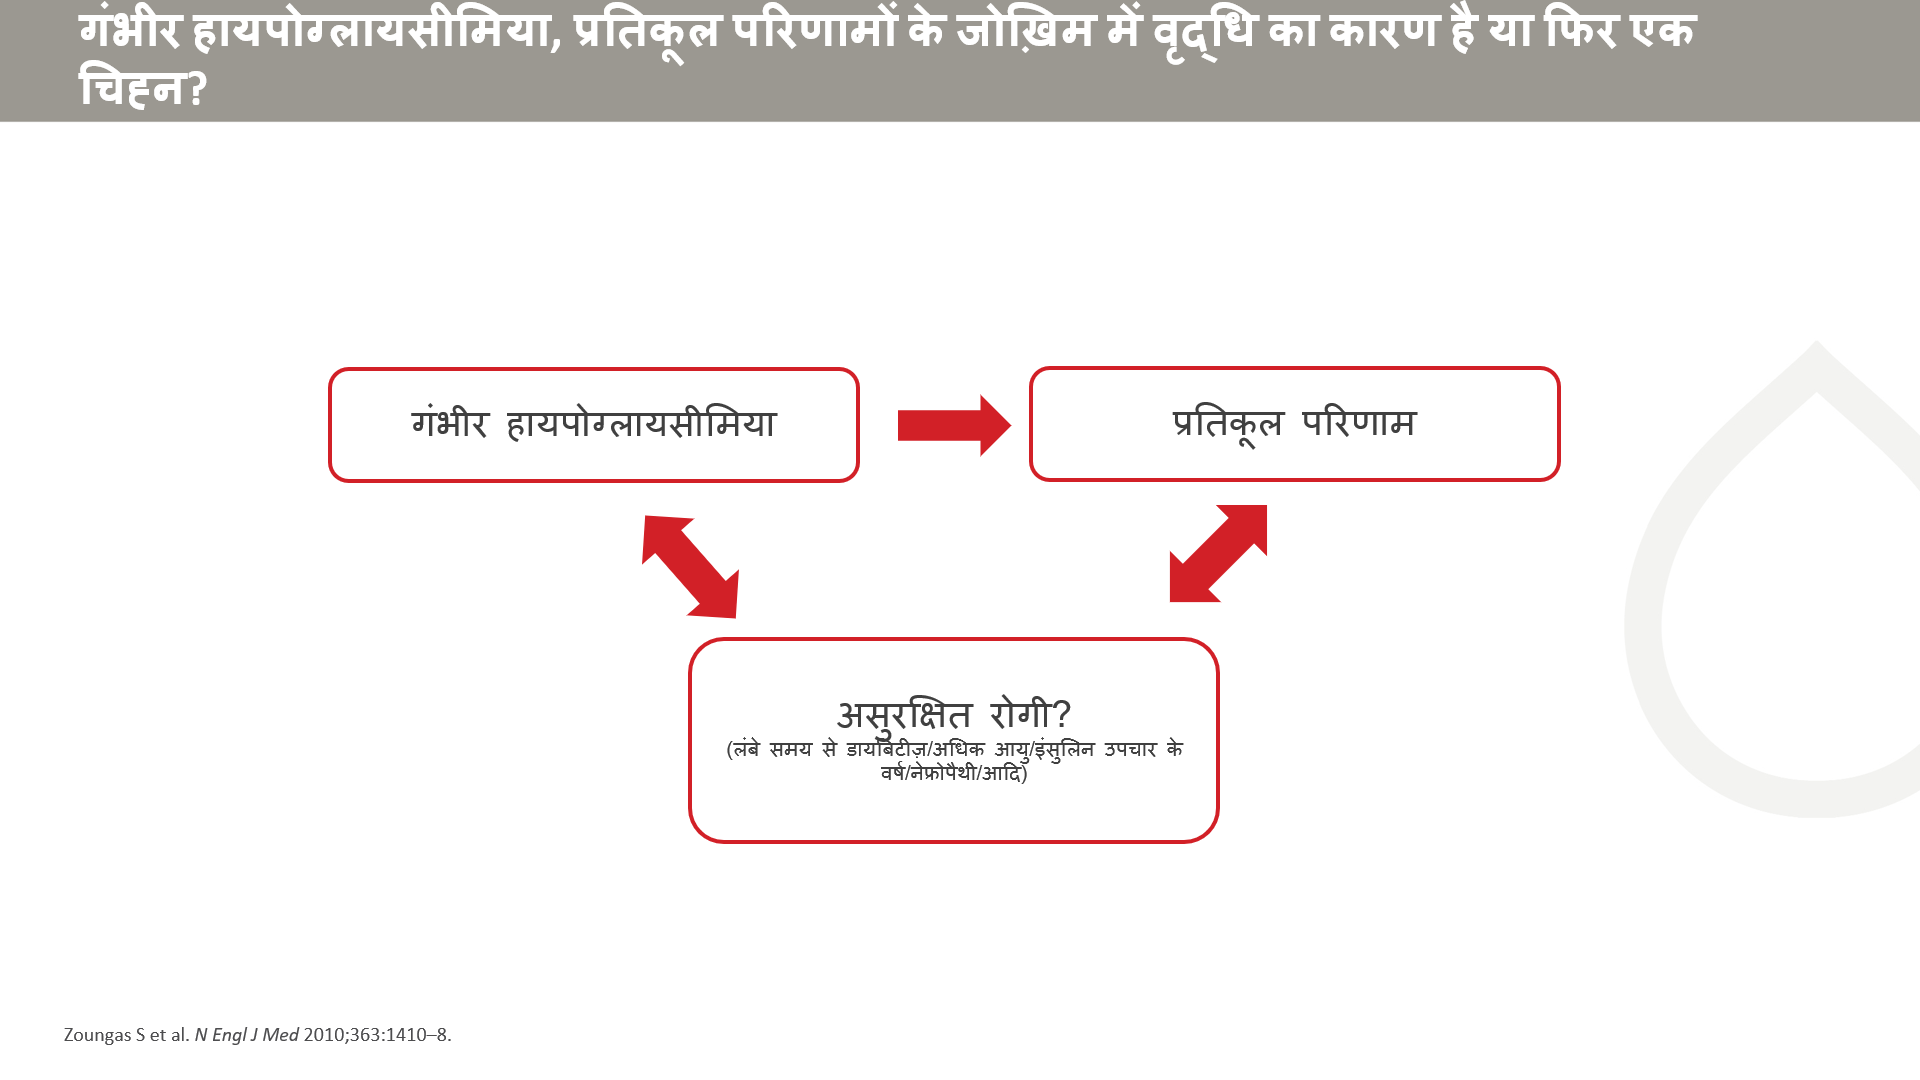 गंभीर हायपोग्लायसीमिया, प्रतिकूल परिणामों के जोख़िम में वृद्धि का कारण है या फिर एक
चिह्न?
गंभीर हायपोग्लायसीमिया
प्रतिकूल परिणाम
असुरक्षित रोगी?
(लंबे समय से डायबिटीज़/अधिक आयु/इंसुलिन उपचार के
वर्ष/नेफ्रोपैथी/आदि)
Zoungas S et al. N Engl J Med 2010;363:1410–8.